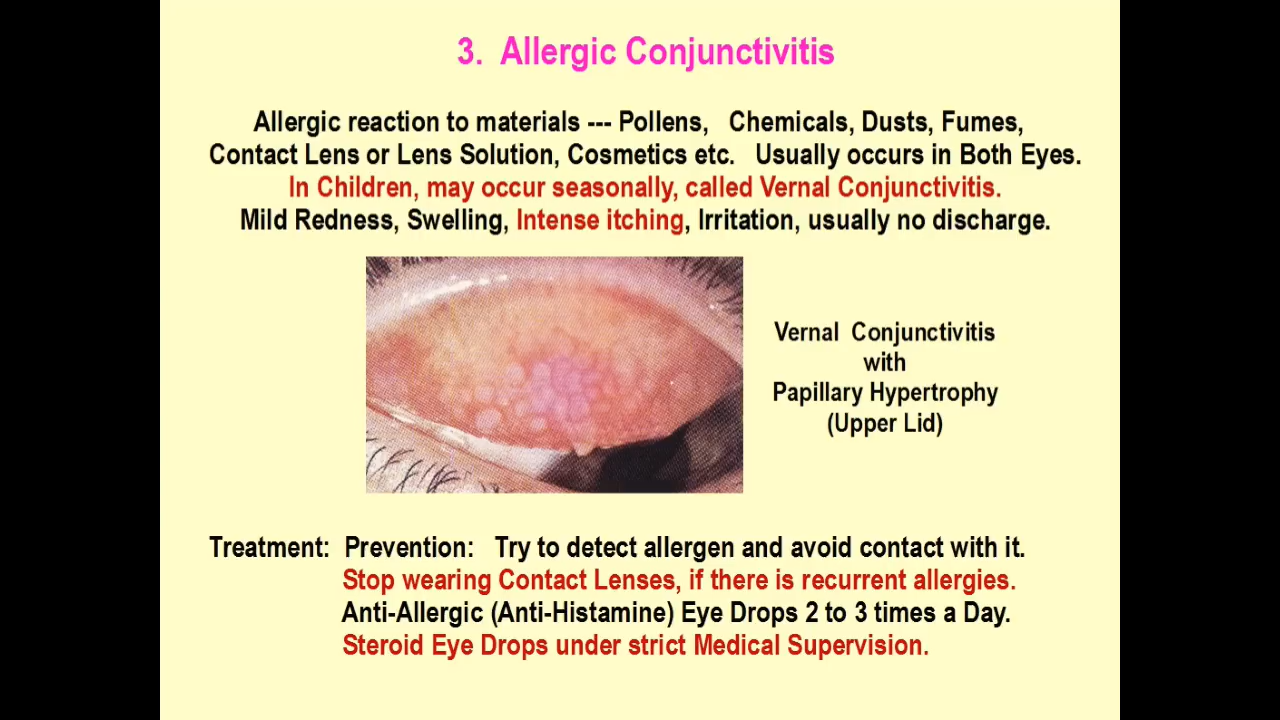 3. Allergic Conjunctivitis
Allergic reaction to materials --- Pollens, Chemicals, Dusts, Fumes,
Contact Lens or Lens Solution, Cosmetics etc. Usually occurs in Both Eyes.
In Children, may occur seasonally, called Vernal Conjunctivitis.
Mild Redness, Swelling, Intense itching, Irritation, usually no discharge.
Vernal Conjunctivitis
with
Papillary Hypertrophy
(Upper Lid)
Treatment: Prevention: Try to detect allergen and avoid contact with it.
Stop wearing Contact Lenses, if there is recurrent allergies.
Anti-Allergic (Anti-Histamine) Eye Drops 2 to 3 times a Day.
Steroid Eye Drops under strict Medical Supervision.